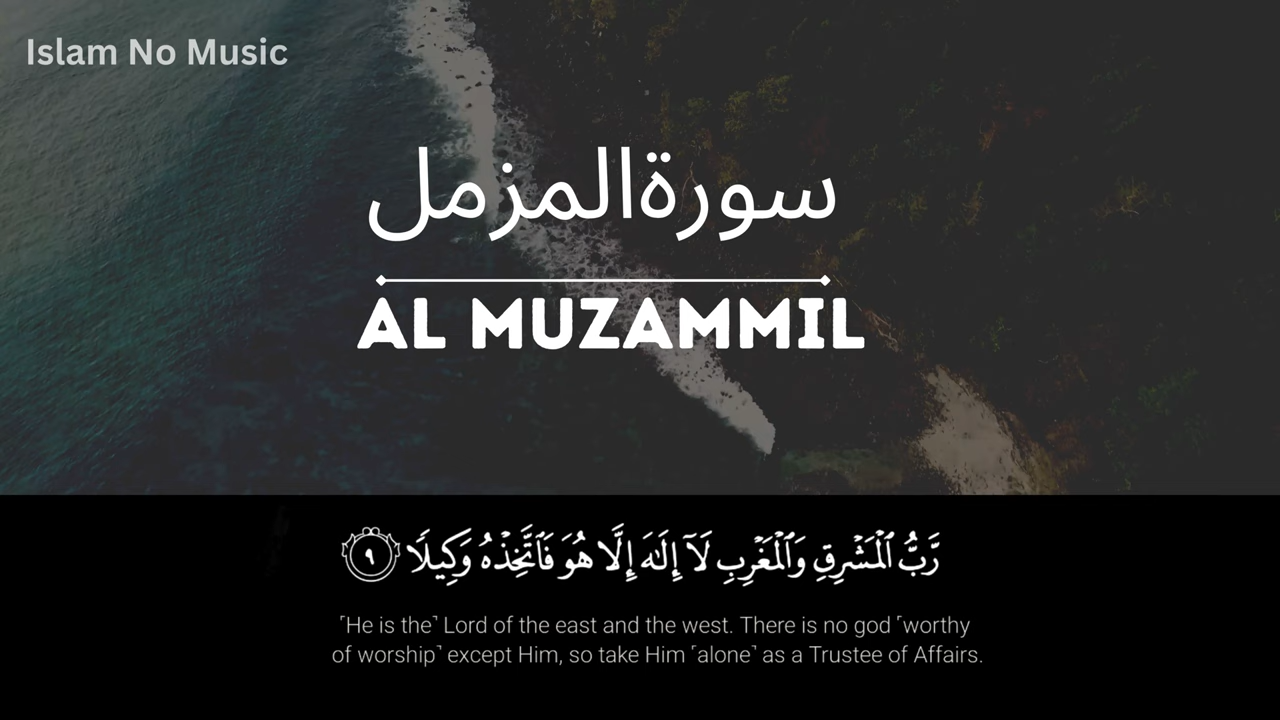 Islam No Music
سورةالمزمل
AL MUZAMMIL
رَّبُّ ٱلْمَشْرِقِ وَٱلْمَغْرِبِ لَآ إِلَٰهَ إِلَّا هُوَ فَٱتَّخِذْهُ وَكِيلًا ٩
⸢He is the⸣ Lord of the east and the west. There is no god ⸢worthy
of worship⸣ except Him, so take Him ⸢alone⸣ as a Trustee of Affairs.